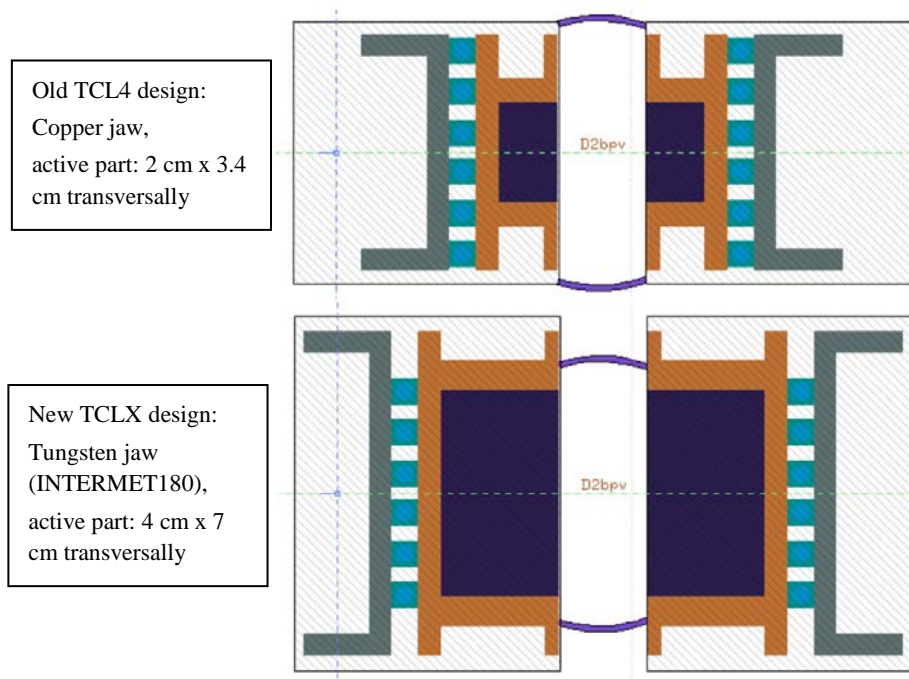 Old TCL4 design:
Copper jaw,
active part: 2 cm x 3.4
cm transversally
D2bpv
New TCLX design:
Tungsten jaw
(INTERMET180),
active part: 4 cm x 7
cm transversally
D2bpv